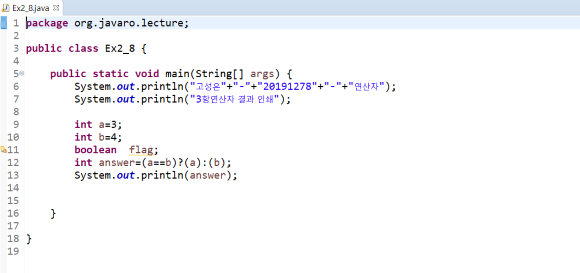 Ex2_8.java
1 package org.javaro.lecture;
2
3 public class Ex2_8 {
4
5 public static void main(String[] args) {
6 System.out.println("고성은"+"-"+"20191278"+"-"+"연산자");
7 System.out.println("3항연산자 결과 인쇄");
8
9 int a=3;
10 int b=4;
11 boolean  flag;
12 int answer=(a==b)?(a):(b);
13 System.out.println(answer);
14
15
16 }
17
18 }
19